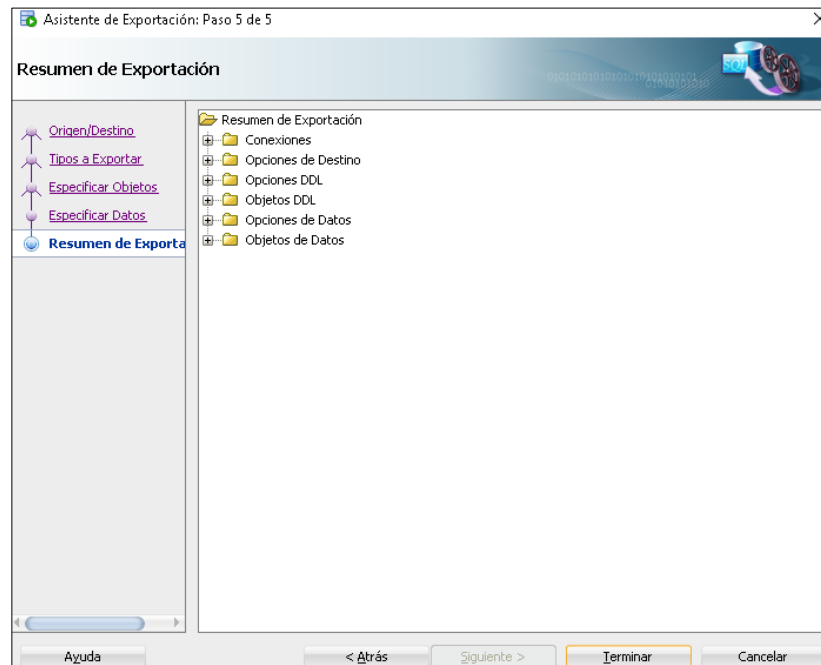 Asistente de Exportación: Paso 5 de 5
Resumen de Exportación
SQL
Origen/Destino
Tipos a Exportar
Especificar Objetos
Especificar Datos
Resumen de Exporta
Resumen de Exportación
Conexiones
Opciones de Destino
Opciones DDL
Objetos DDL
Opciones de Datos
Objetos de Datos
Ayuda
< Atrás
Siguiente >
Terminar
Cancelar